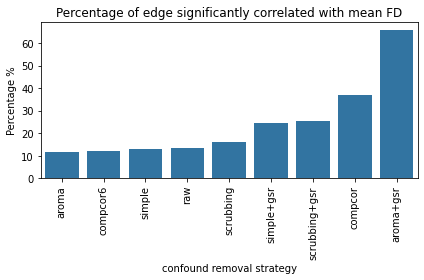 Percentage of edge significantly correlated with mean FD
Percentage %
60
50
40
30
20
10
0
aroma
compcor6
simple
raw
scrubbing
simple+gsr
scrubbing+gsr
compcor
aroma+gsr
confound removal strategy